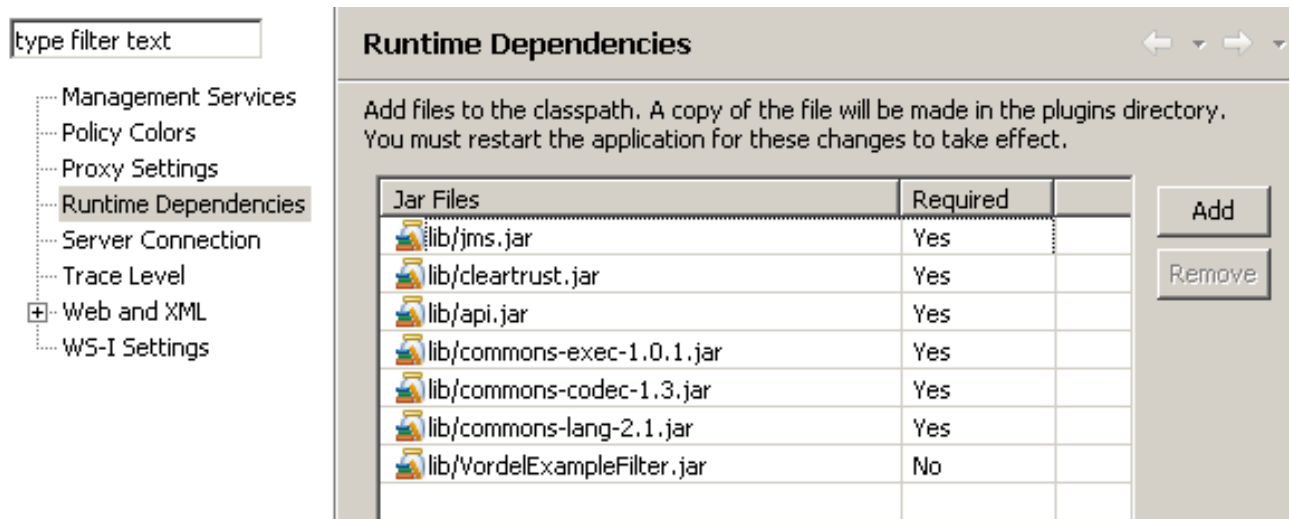 type filter text
Management Services
Policy Colors
Proxy Settings
Runtime Dependencies
Server Connection
Trace Level
Web and XML
WS-I Settings
Runtime Dependencies
Add files to the classpath. A copy of the file will be made in the plugins directory.
You must restart the application for these changes to take effect.
Jar Files Required
lib/jms.jar Yes
lib/cleartrust.jar Yes
lib/api.jar Yes
lib/commons-exec-1.0.1.jar Yes
lib/commons-codec-1.3.jar Yes
lib/commons-lang-2.1.jar Yes
lib/VordelExampleFilter.jar No
Add
Remove